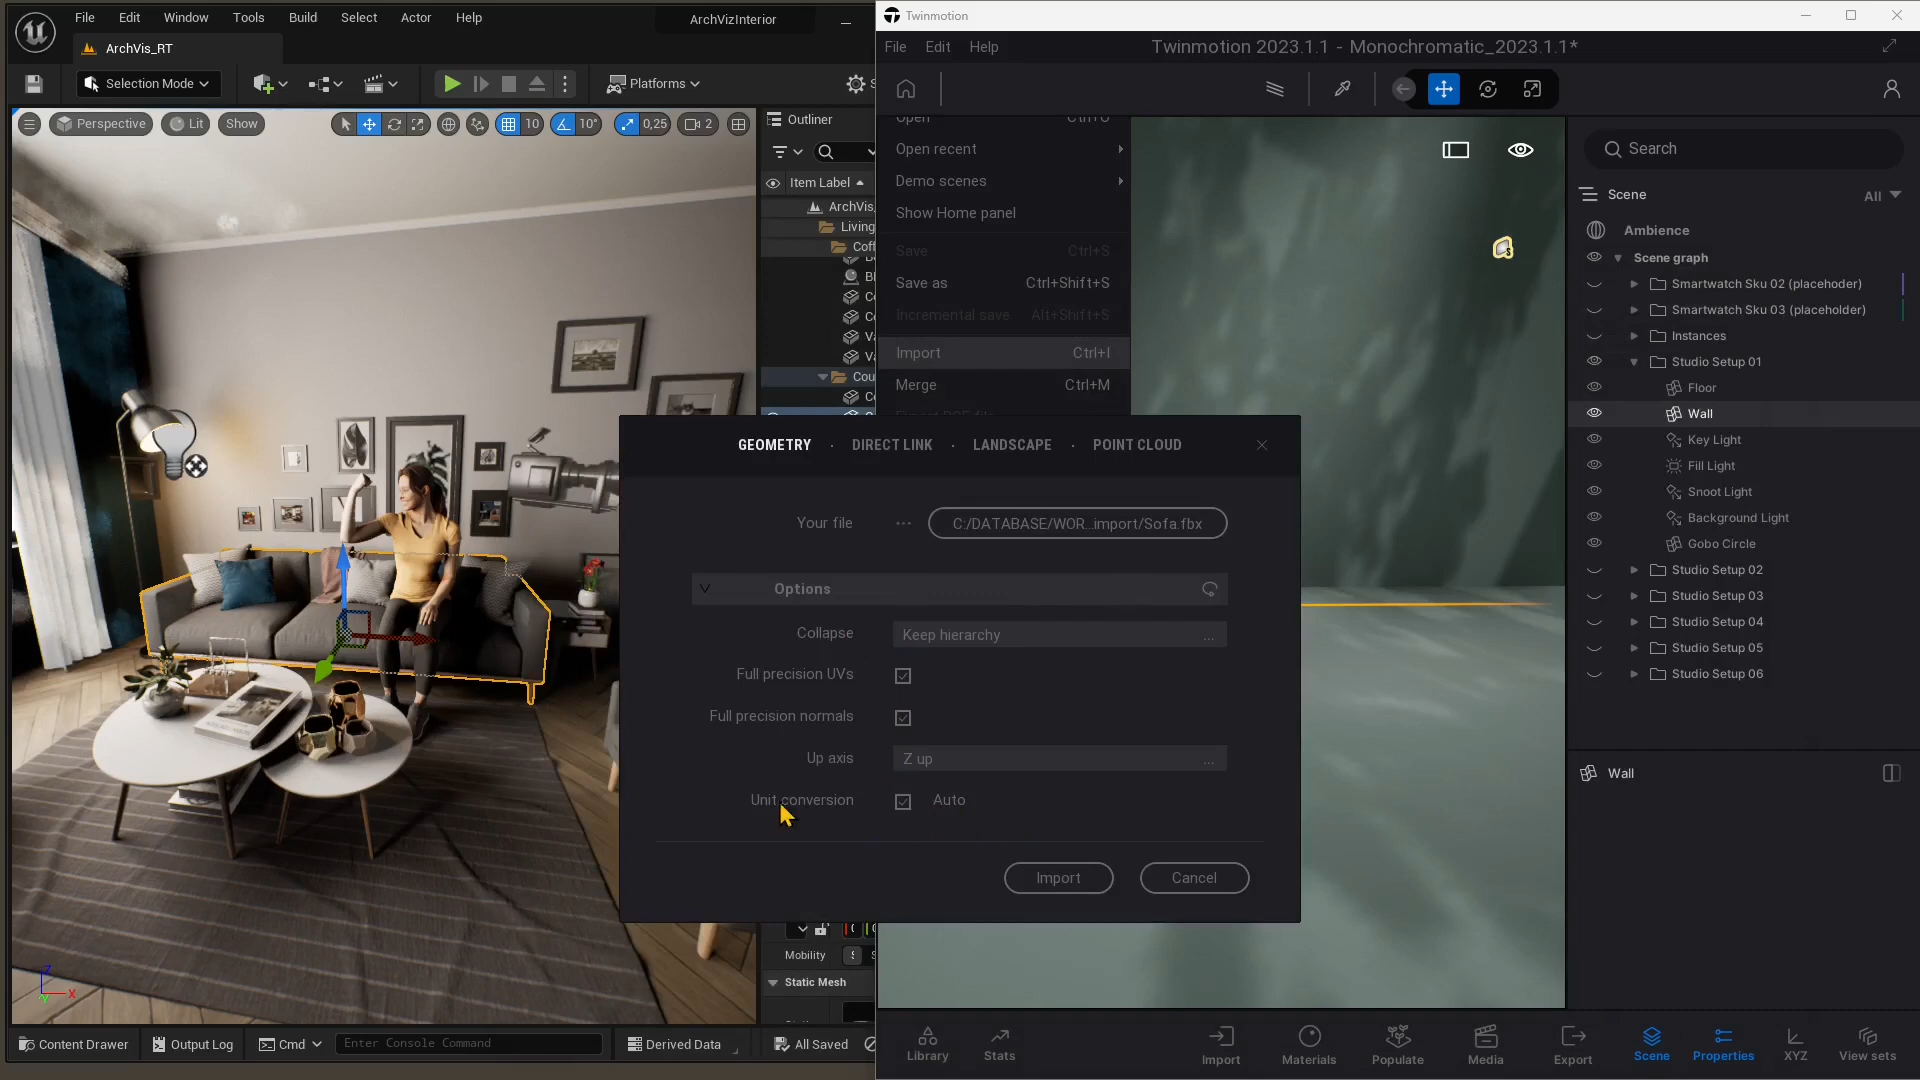 File Edit Window Tools Build Select Actor Help
ArchVizInterior
ArchVis_RT
Selection Mode
Platforms
Perspective
Lit
Show
10
10°
0,25
2
Outliner
Item Label
ArchVis_
Living
Coff
Cou
Mobility
Static Mesh
Content Drawer
Output Log
Cmd
Enter Console Command
Derived Data
All Saved
Twinmotion
File Edit Help
Twinmotion 2023.1.1 - Monochromatic_2023.1.1*
Open Ctrl+O
Open recent
Demo scenes
Show Home panel
Save Ctrl+S
Save as Ctrl+Shift+S
Incremental save Alt+Shift+S
Import Ctrl+I
Merge Ctrl+M
GEOMETRY · DIRECT LINK · LANDSCAPE · POINT CLOUD
Your file ... C:/DATABASE/WOR...import/Sofa.fbx
Options
Collapse Keep hierarchy ...
Full precision UVs
Full precision normals
Up axis Z up ...
Unit conversion Auto
Import Cancel
Search
Scene All
Ambience
Scene graph
Smartwatch Sku 02 (placehoder)
Smartwatch Sku 03 (placeholder)
Instances
Studio Setup 01
Floor
Wall
Key Light
Fill Light
Snoot Light
Background Light
Gobo Circle
Studio Setup 02
Studio Setup 03
Studio Setup 04
Studio Setup 05
Studio Setup 06
Wall
Library Stats Import Materials Populate Media Export Scene Properties XYZ View sets